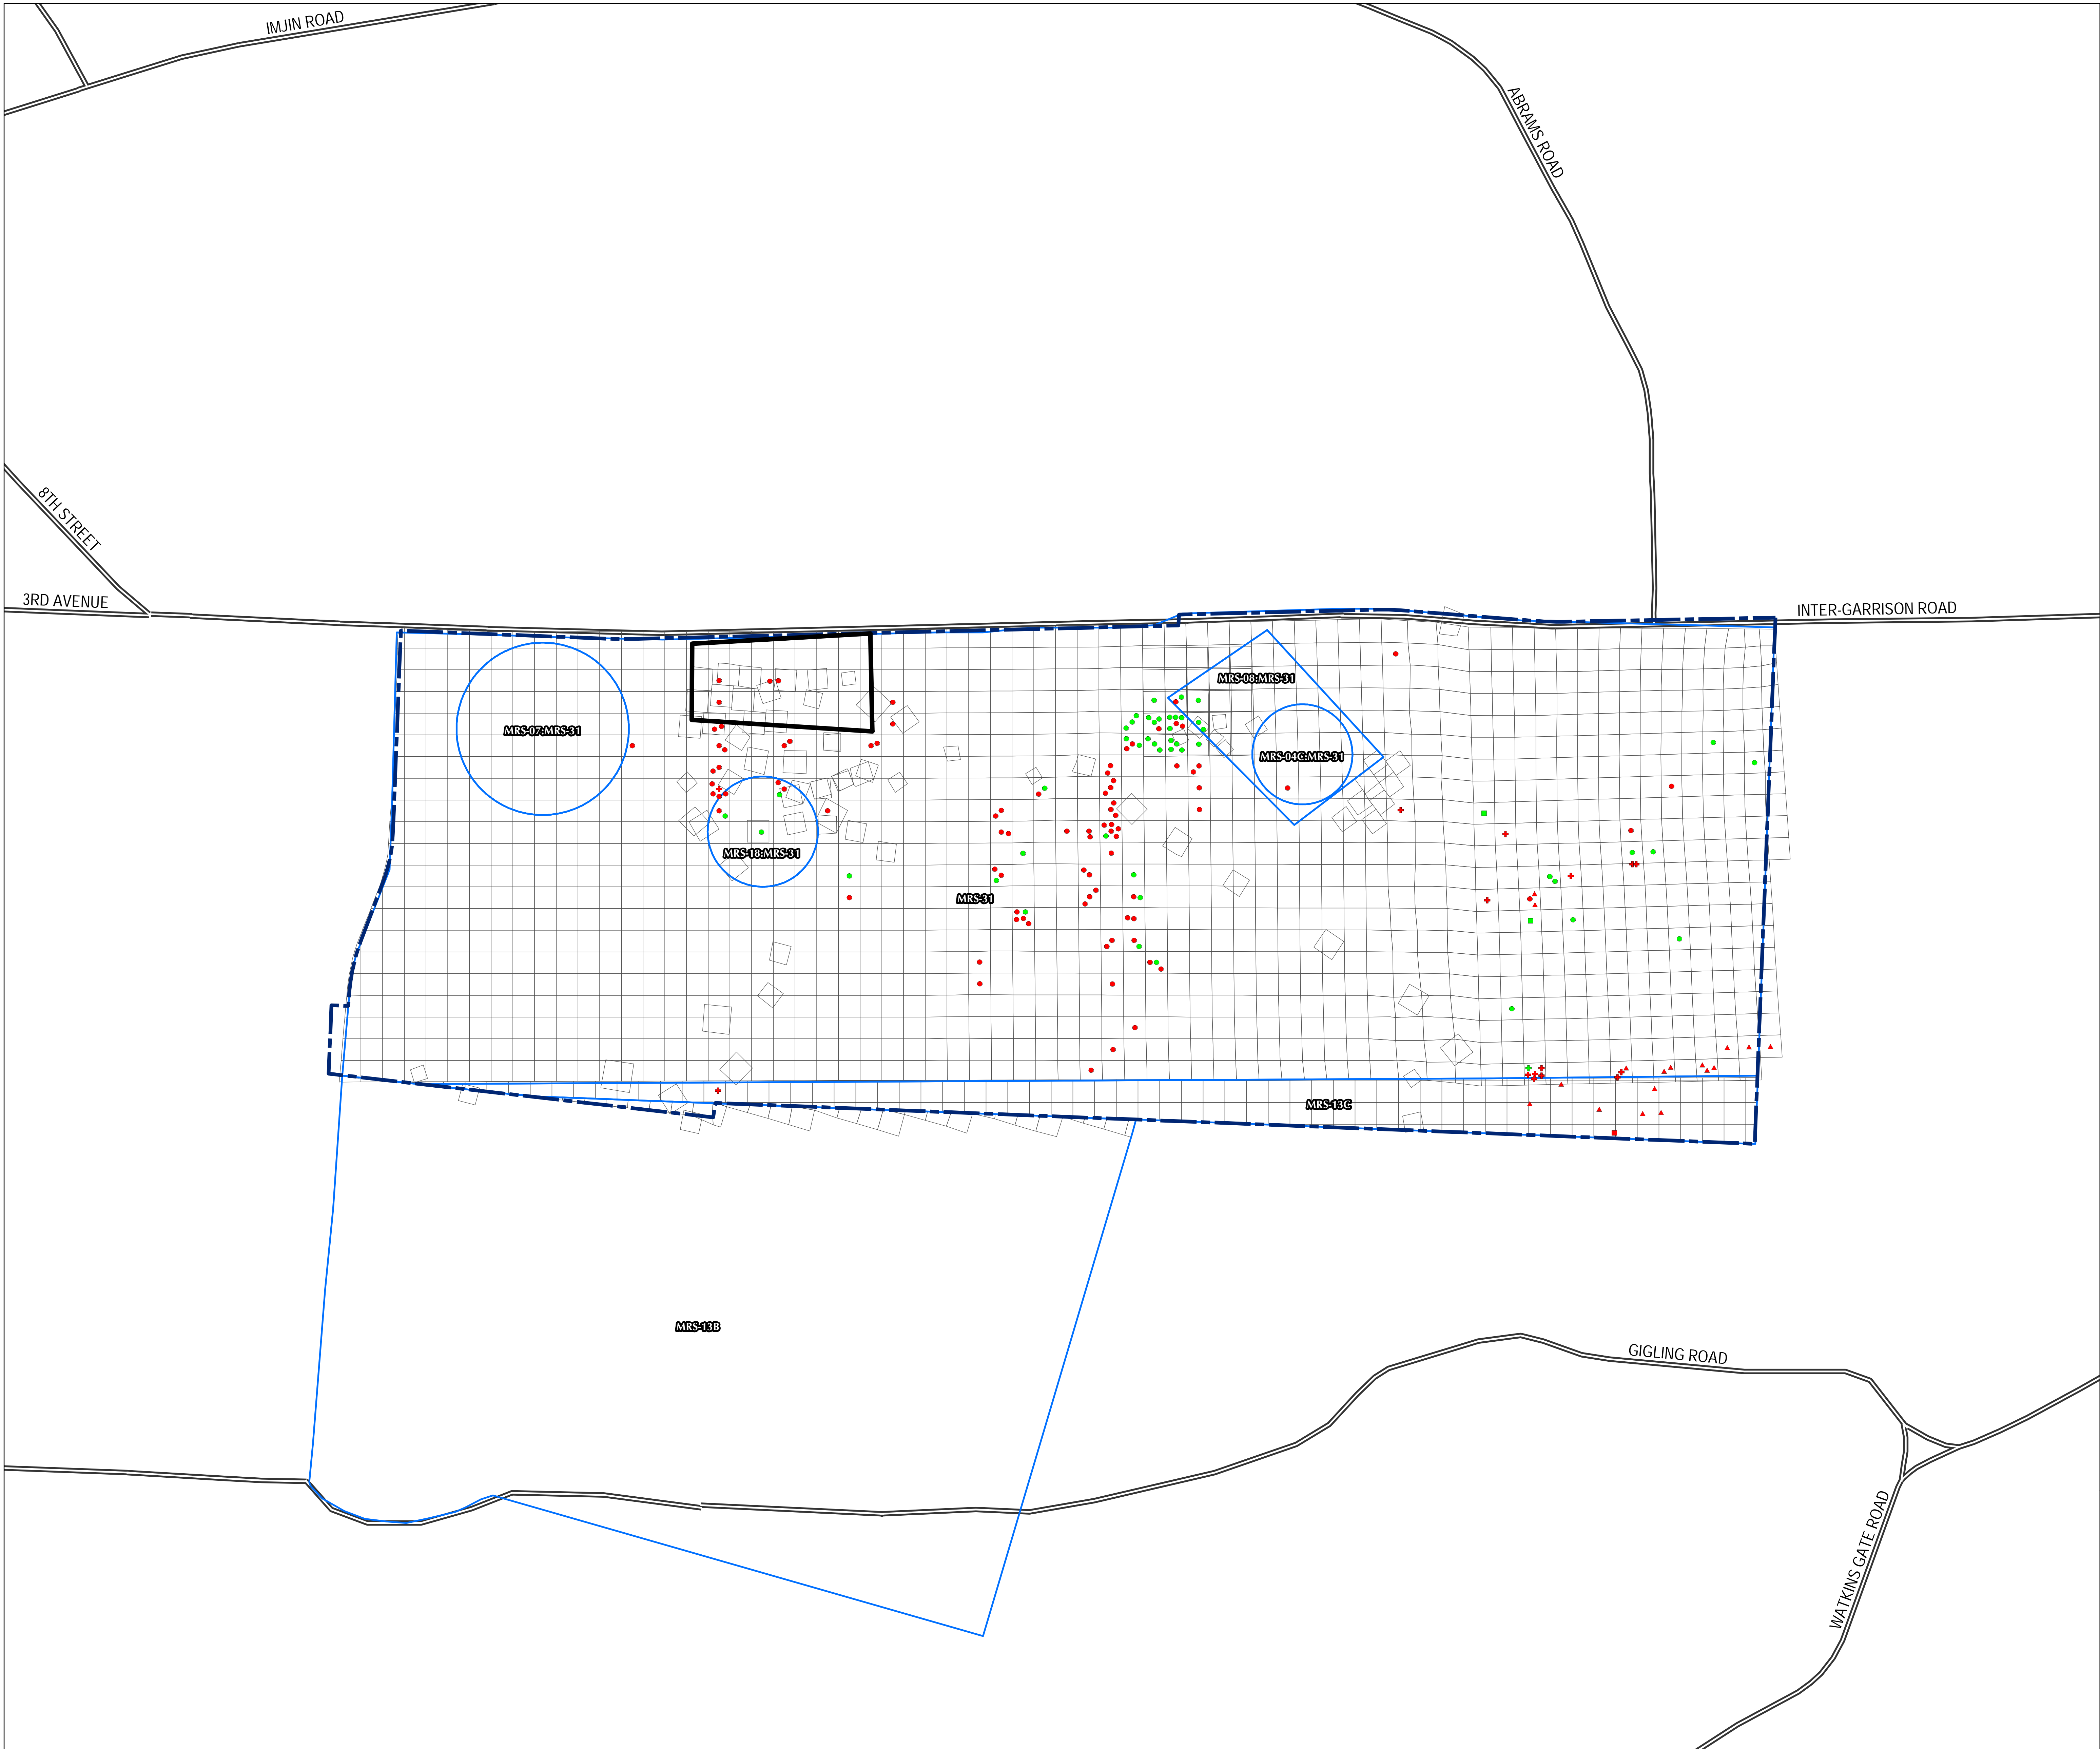 IMJIN ROAD
ABRAMS ROAD
8TH STREET
3RD AVENUE
INTER-GARRISON ROAD
MRS-08:MRS-31
MRS-07:MRS-31
MRS-04C:MRS-31
MRS-18:MRS-31
MRS-31
MRS-13C
MRS-13B
GIGLING ROAD
WATKINS GATE ROAD